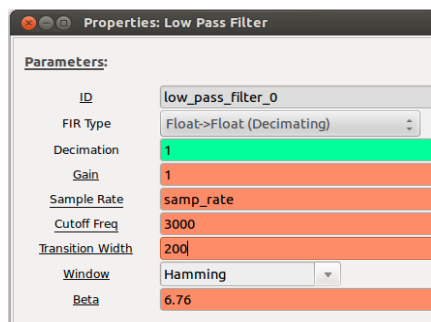 Properties: Low Pass Filter
Parameters:
ID low_pass_filter_0
FIR Type Float->Float (Decimating)
Decimation 1
Gain 1
Sample Rate samp_rate
Cutoff Freq 3000
Transition Width 200
Window Hamming
Beta 6.76